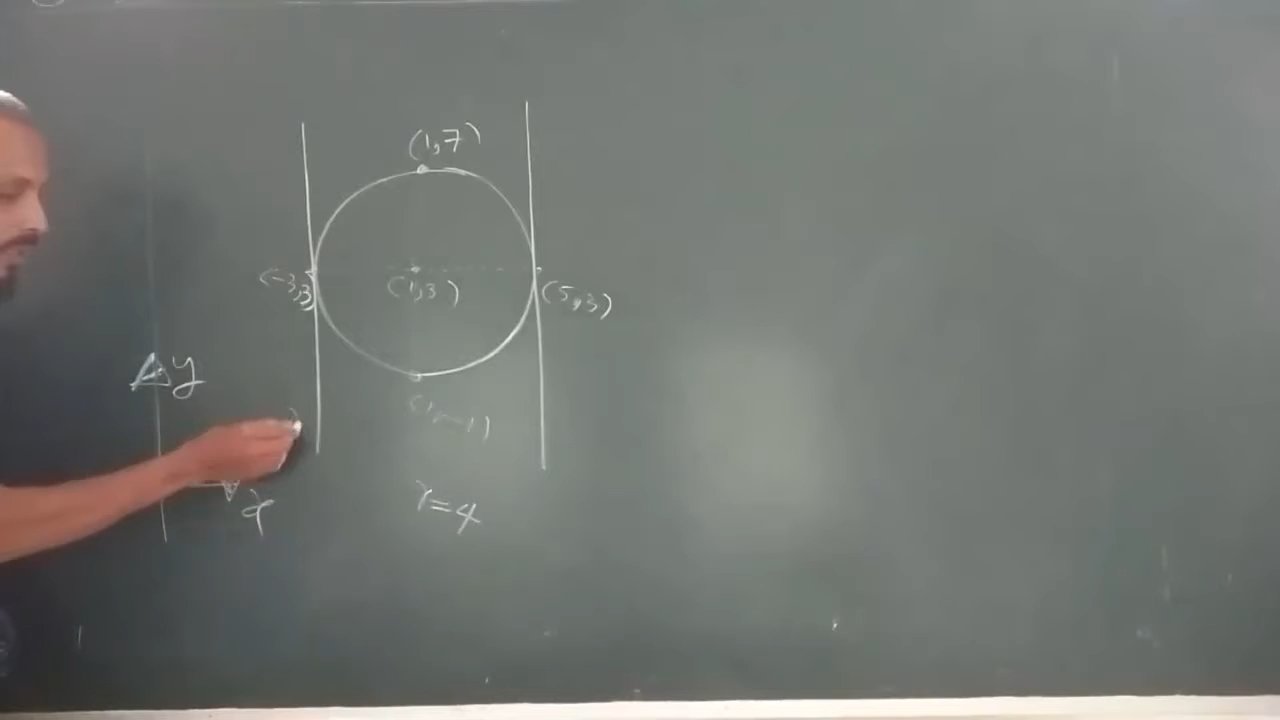 (1,7)
(-3,3)
(1,3)
(5,3)
y
(1,-1)
x
r=4